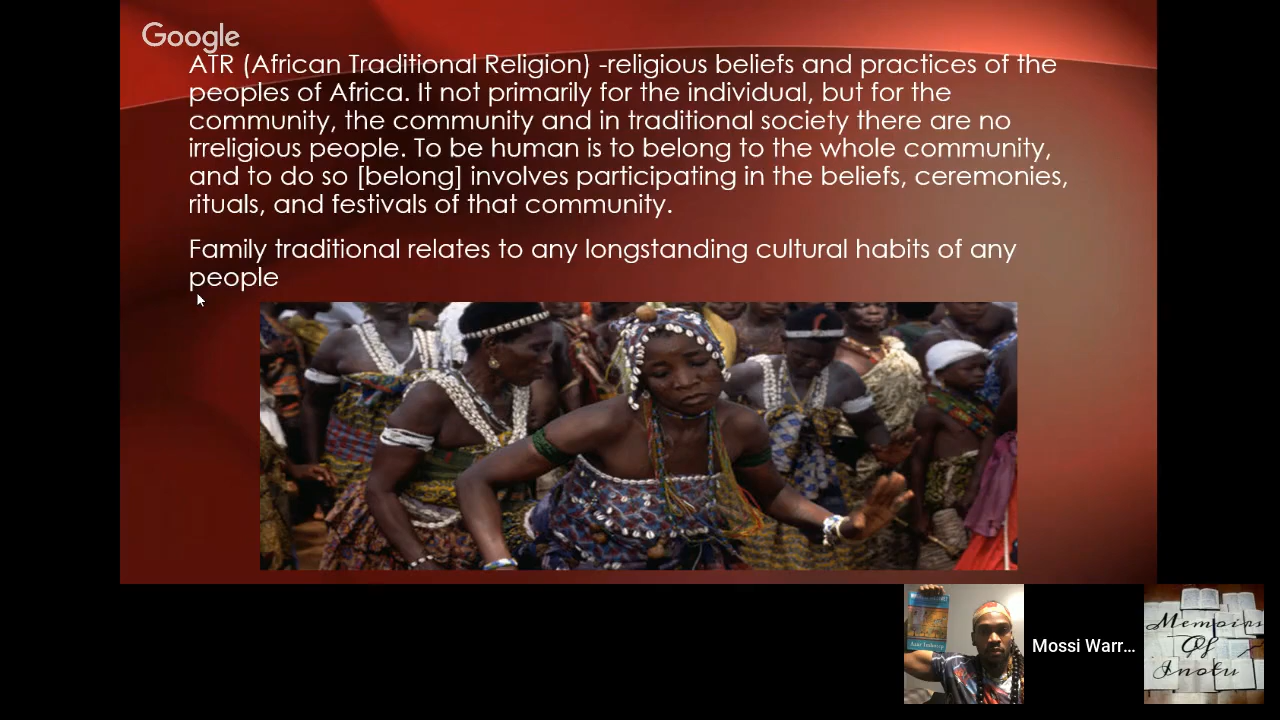 Google
ATR (African Traditional Religion) -religious beliefs and practices of the
peoples of Africa. It not primarily for the individual, but for the
community, the community and in traditional society there are no
irreligious people. To be human is to belong to the whole community,
and to do so [belong] involves participating in the beliefs, ceremonies,
rituals, and festivals of that community.
Family traditional relates to any longstanding cultural habits of any
people
Mossi Warr...
Memoirs
Of